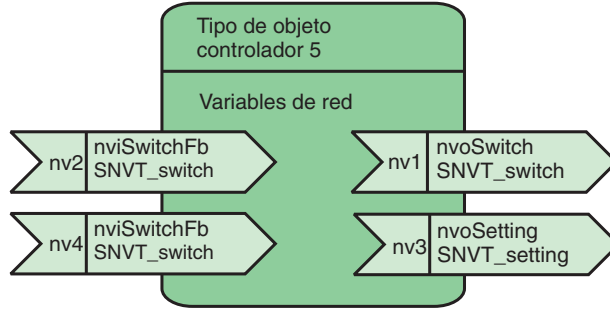 Tipo de objeto
controlador 5
Variables de red
nv2
nviSwitchFb
SNVT_switch
nv1
nvoSwitch
SNVT_switch
nv4
nviSwitchFb
SNVT_switch
nv3
nvoSetting
SNVT_setting